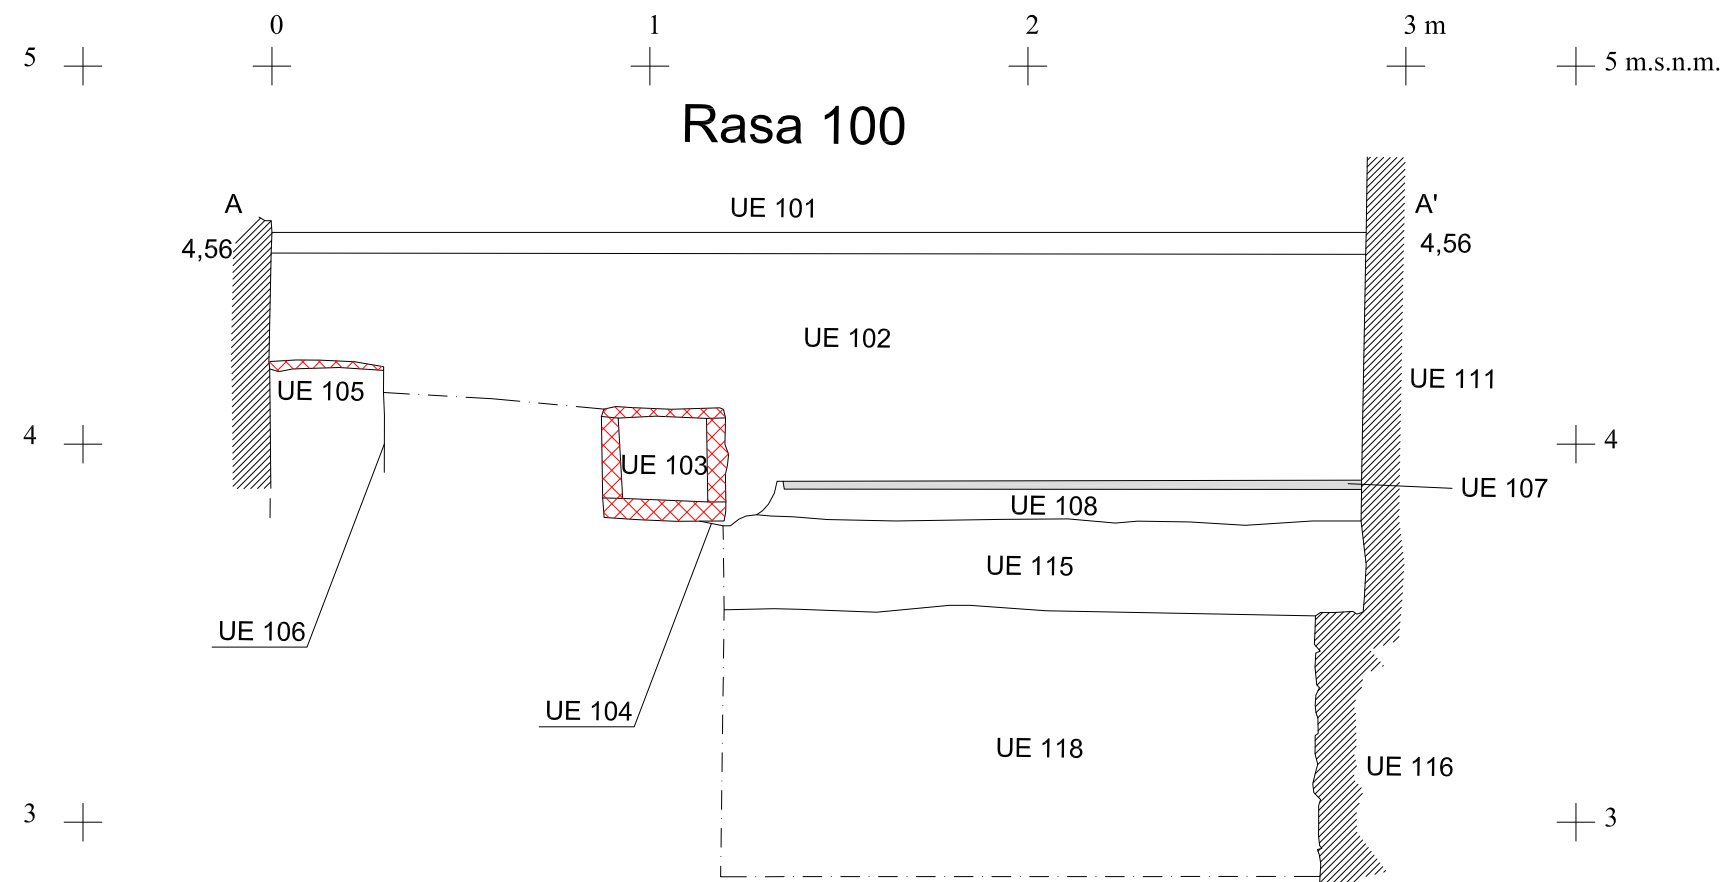 0 1 2 3 m
5 5 m.s.n.m.
Rasa 100
A UE 101 A'
4,56 4,56
UE 102
UE 105 UE 111
4 4
UE 103
UE 107
UE 108
UE 115
UE 106
UE 104
UE 118
UE 116
3 3